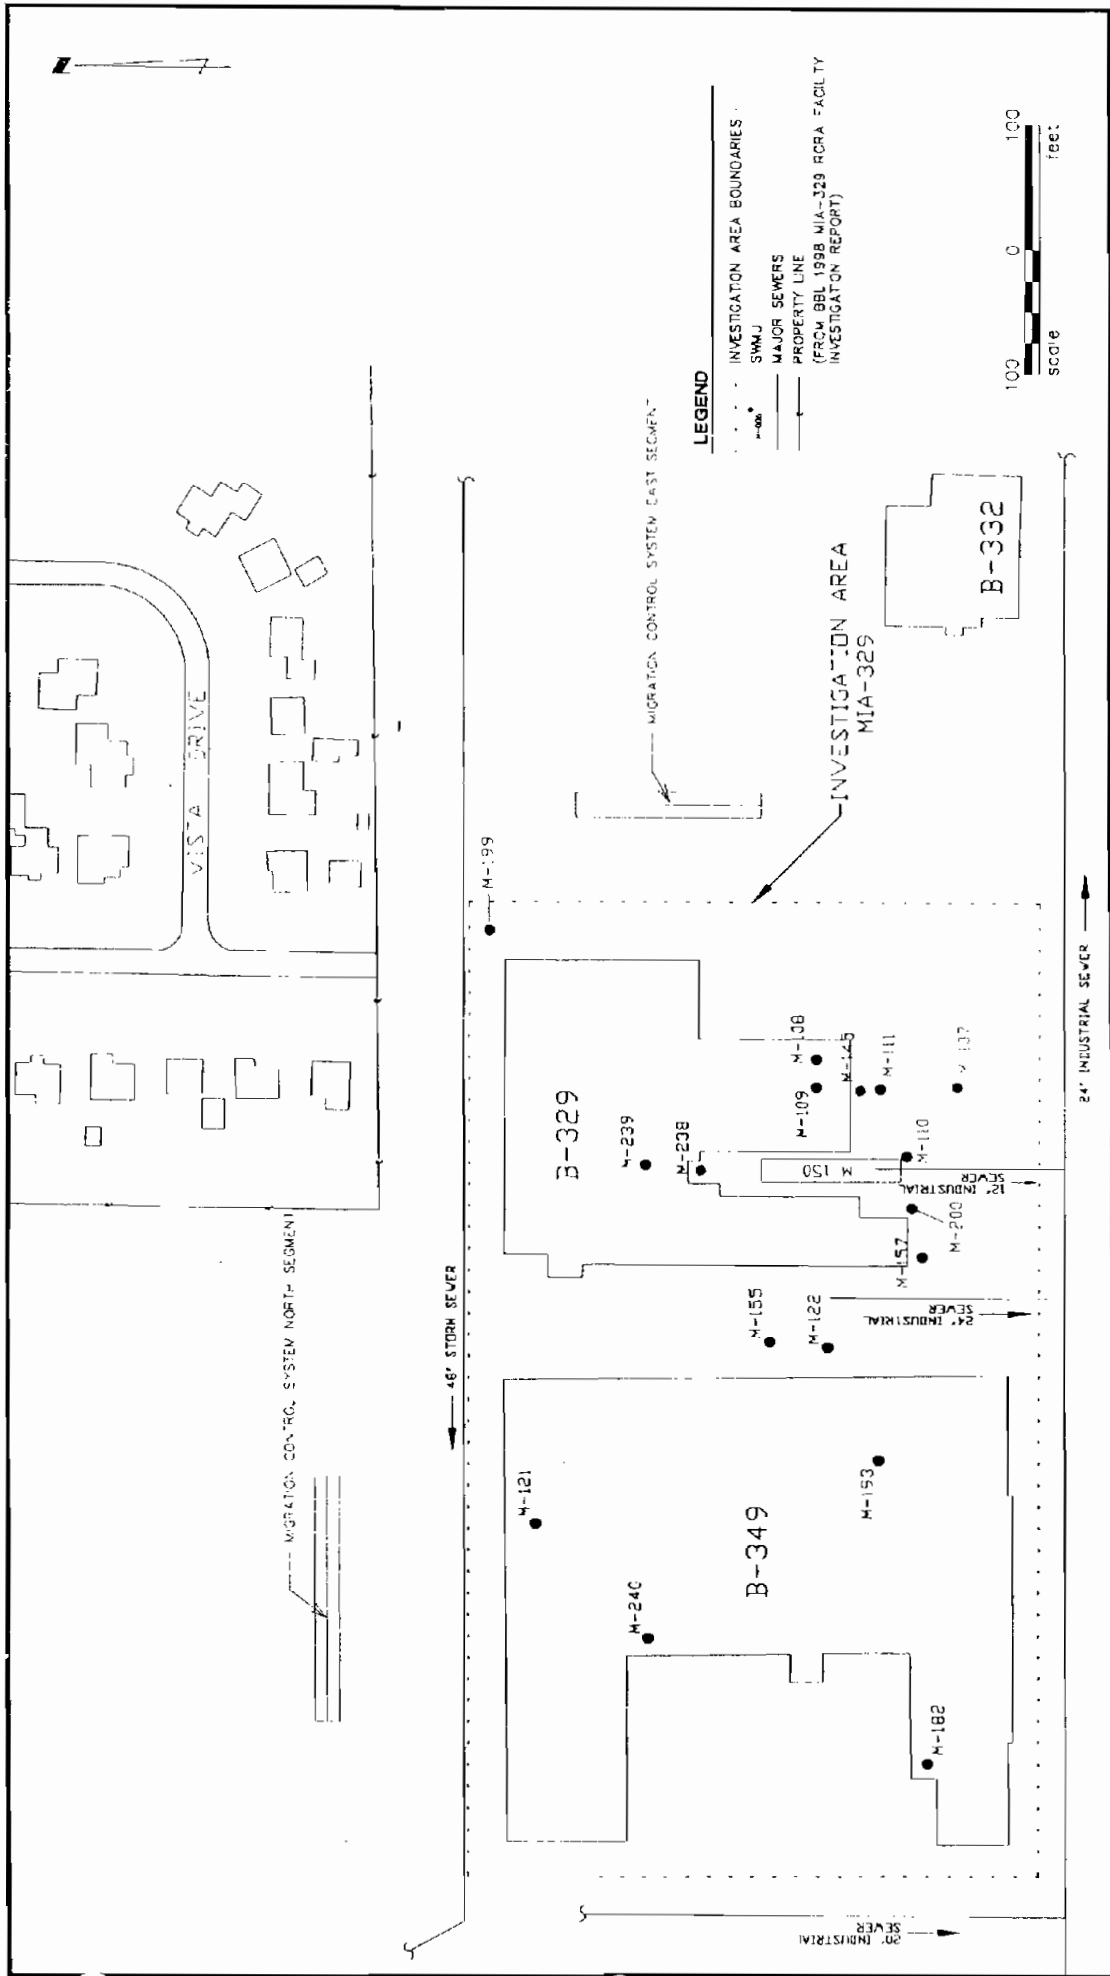 VISTA DRIVE
MIGRATION CONTROL SYSTEM NORTH SEGMENT
48' STORM SEWER
M-199
MIGRATION CONTROL SYSTEM EAST SEGMENT
LEGEND
INVESTIGATION AREA BOUNDARIES
SWMU
MAJOR SEWERS
PROPERTY LINE
(FROM BBL 1998 MIA-329 RCRA FACILITY
INVESTIGATION REPORT)
100 0 100
scale feet
INVESTIGATION AREA
MIA-329
B-332
B-329
M-239
M-238
M-109
M-111
M-110
M 150
12' INDUSTRIAL
SEWER
M-200
M-157
24' INDUSTRIAL
SEWER
M-155
M-122
M-121
M-240
B-349
M-182
20' INDUSTRIAL
SEWER
24' INDUSTRIAL SEWER